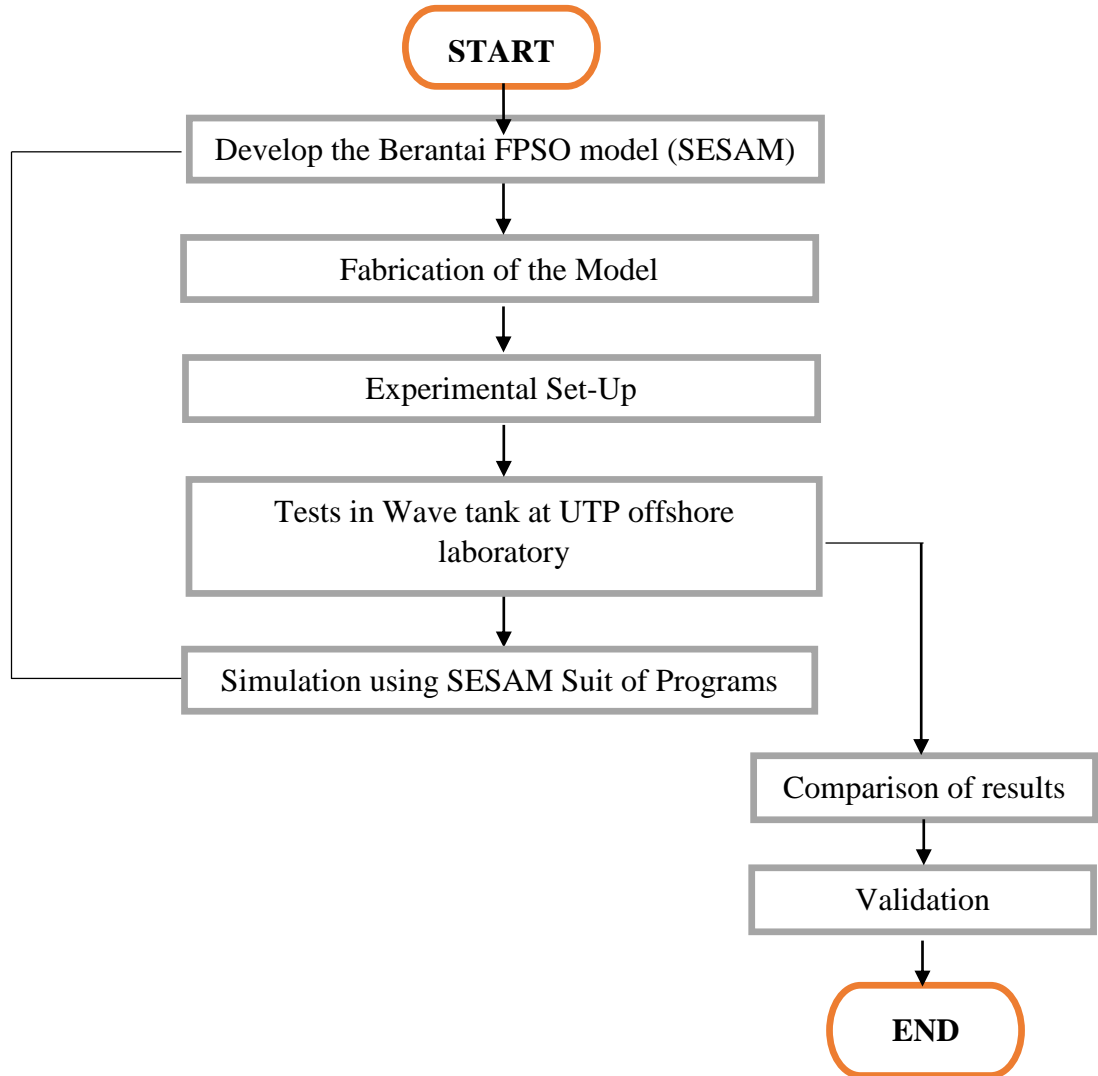 START
Develop the Berantai FPSO model (SESAM)
Fabrication of the Model
Experimental Set-Up
Tests in Wave tank at UTP offshore
laboratory
Simulation using SESAM Suit of Programs
Comparison of results
Validation
END